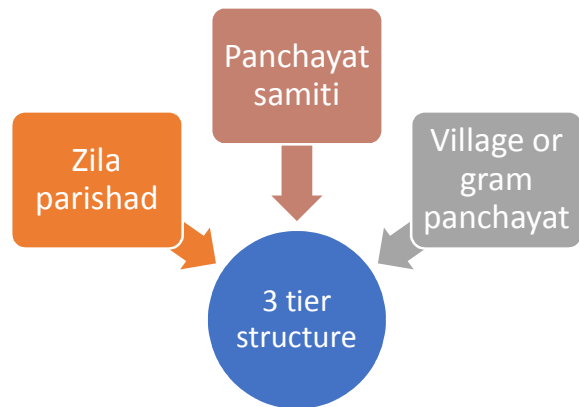 Panchayat
samiti
Zila
parishad
Village or
gram
panchayat
3 tier
structure